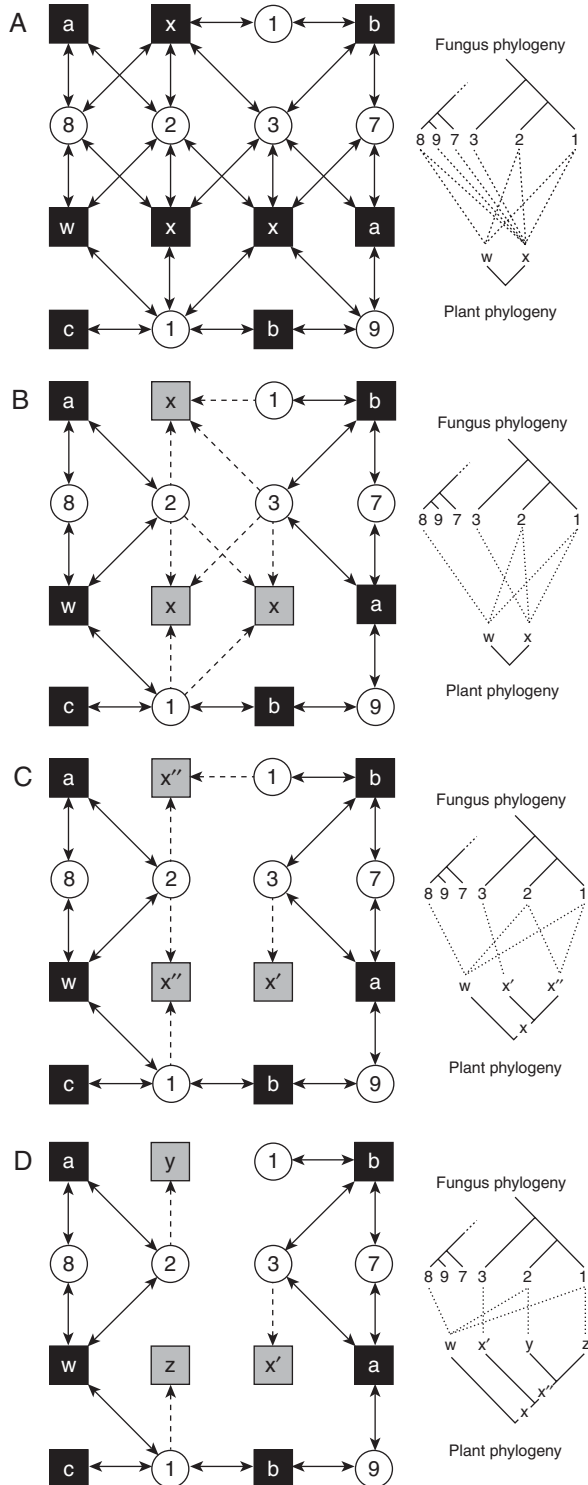 A
a x 1 b
8 2 3 7
w x x a
c 1 b 9
Fungus phylogeny
8 9 7 3 2 1
w x
Plant phylogeny
B
a x 1 b
8 2 3 7
w x x a
c 1 b 9
Fungus phylogeny
8 9 7 3 2 1
w x
Plant phylogeny
C
a x″ 1 b
8 2 3 7
w x″ x′ a
c 1 b 9
Fungus phylogeny
8 9 7 3 2 1
w x′ x″
x
Plant phylogeny
D
a y 1 b
8 2 3 7
w z x′ a
c 1 b 9
Fungus phylogeny
8 9 7 3 2 1
w x′ y z
x″
x
Plant phylogeny